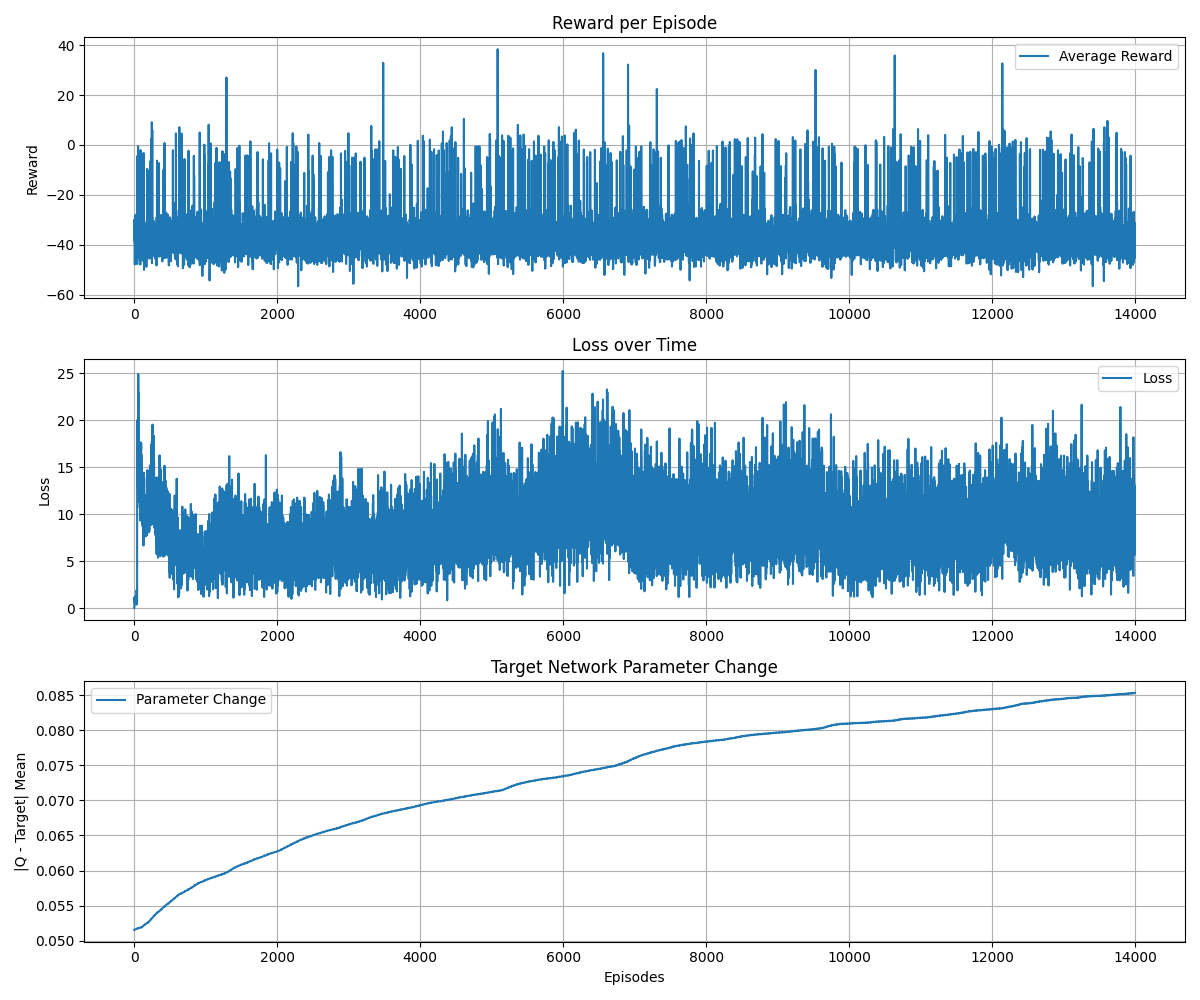 Reward per Episode
40
20
0
−20
−40
−60
Reward
Average Reward
0 2000 4000 6000 8000 10000 12000 14000
Loss over Time
25
20
15
10
5
0
Loss
Loss
0 2000 4000 6000 8000 10000 12000 14000
Target Network Parameter Change
0.085
0.080
0.075
0.070
0.065
0.060
0.055
0.050
|Q - Target| Mean
Parameter Change
0 2000 4000 6000 8000 10000 12000 14000
Episodes